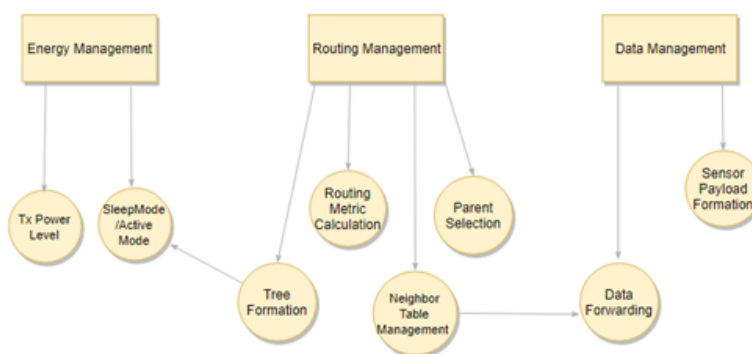 Energy Management
Routing Management
Data Management
Tx Power
Level
SleepMode
/Active
Mode
Routing
Metric
Calculation
Parent
Selection
Sensor
Payload
Formation
Tree
Formation
Neighbor
Table
Management
Data
Forwarding